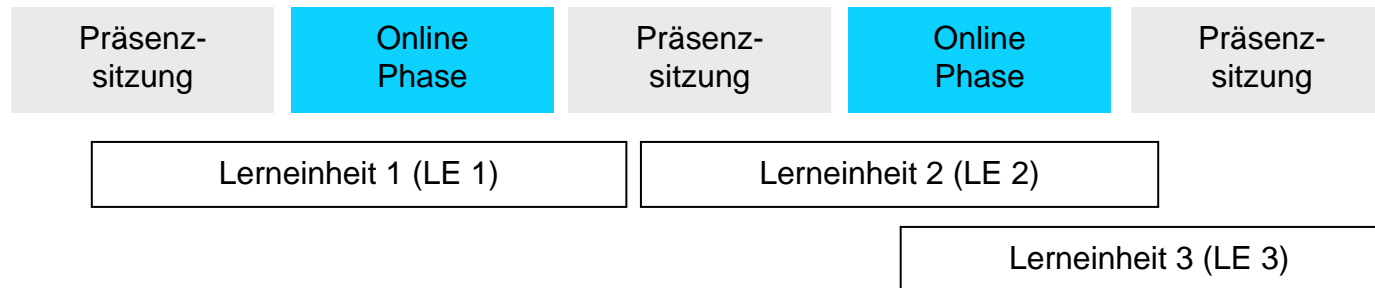 Präsenz-
sitzung
Online
Phase
Präsenz-
sitzung
Online
Phase
Präsenz-
sitzung
Lerneinheit 1 (LE 1)
Lerneinheit 2 (LE 2)
Lerneinheit 3 (LE 3)